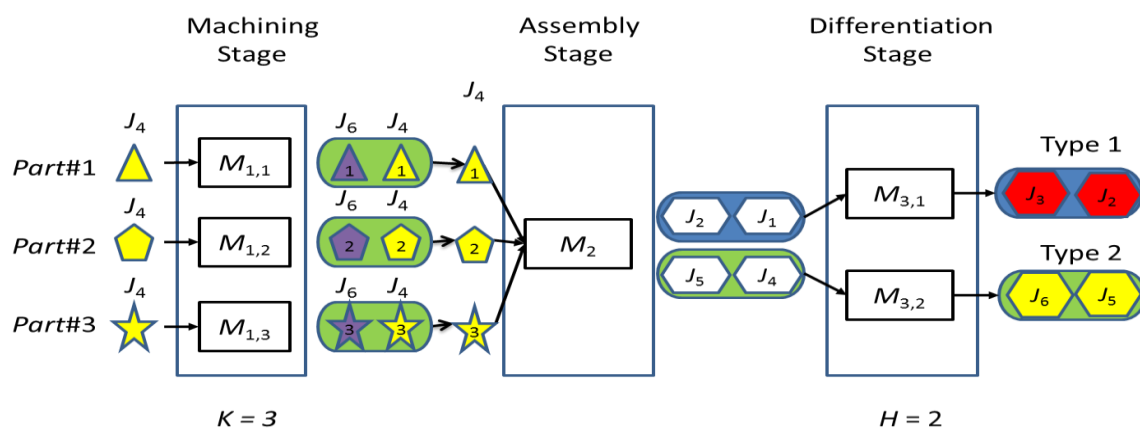 Machining Stage
Assembly Stage
Differentiation Stage
J4
J4
J6 J4
Type 1
Part#1
M1,1
1 1
1
M3,1
J3 J2
J4
J6 J4
J2 J1
Part#2
M1,2
2 2
2
M2
Type 2
J4
J6 J4
J5 J4
M3,2
J6 J5
Part#3
M1,3
3 3
3
K = 3
H = 2